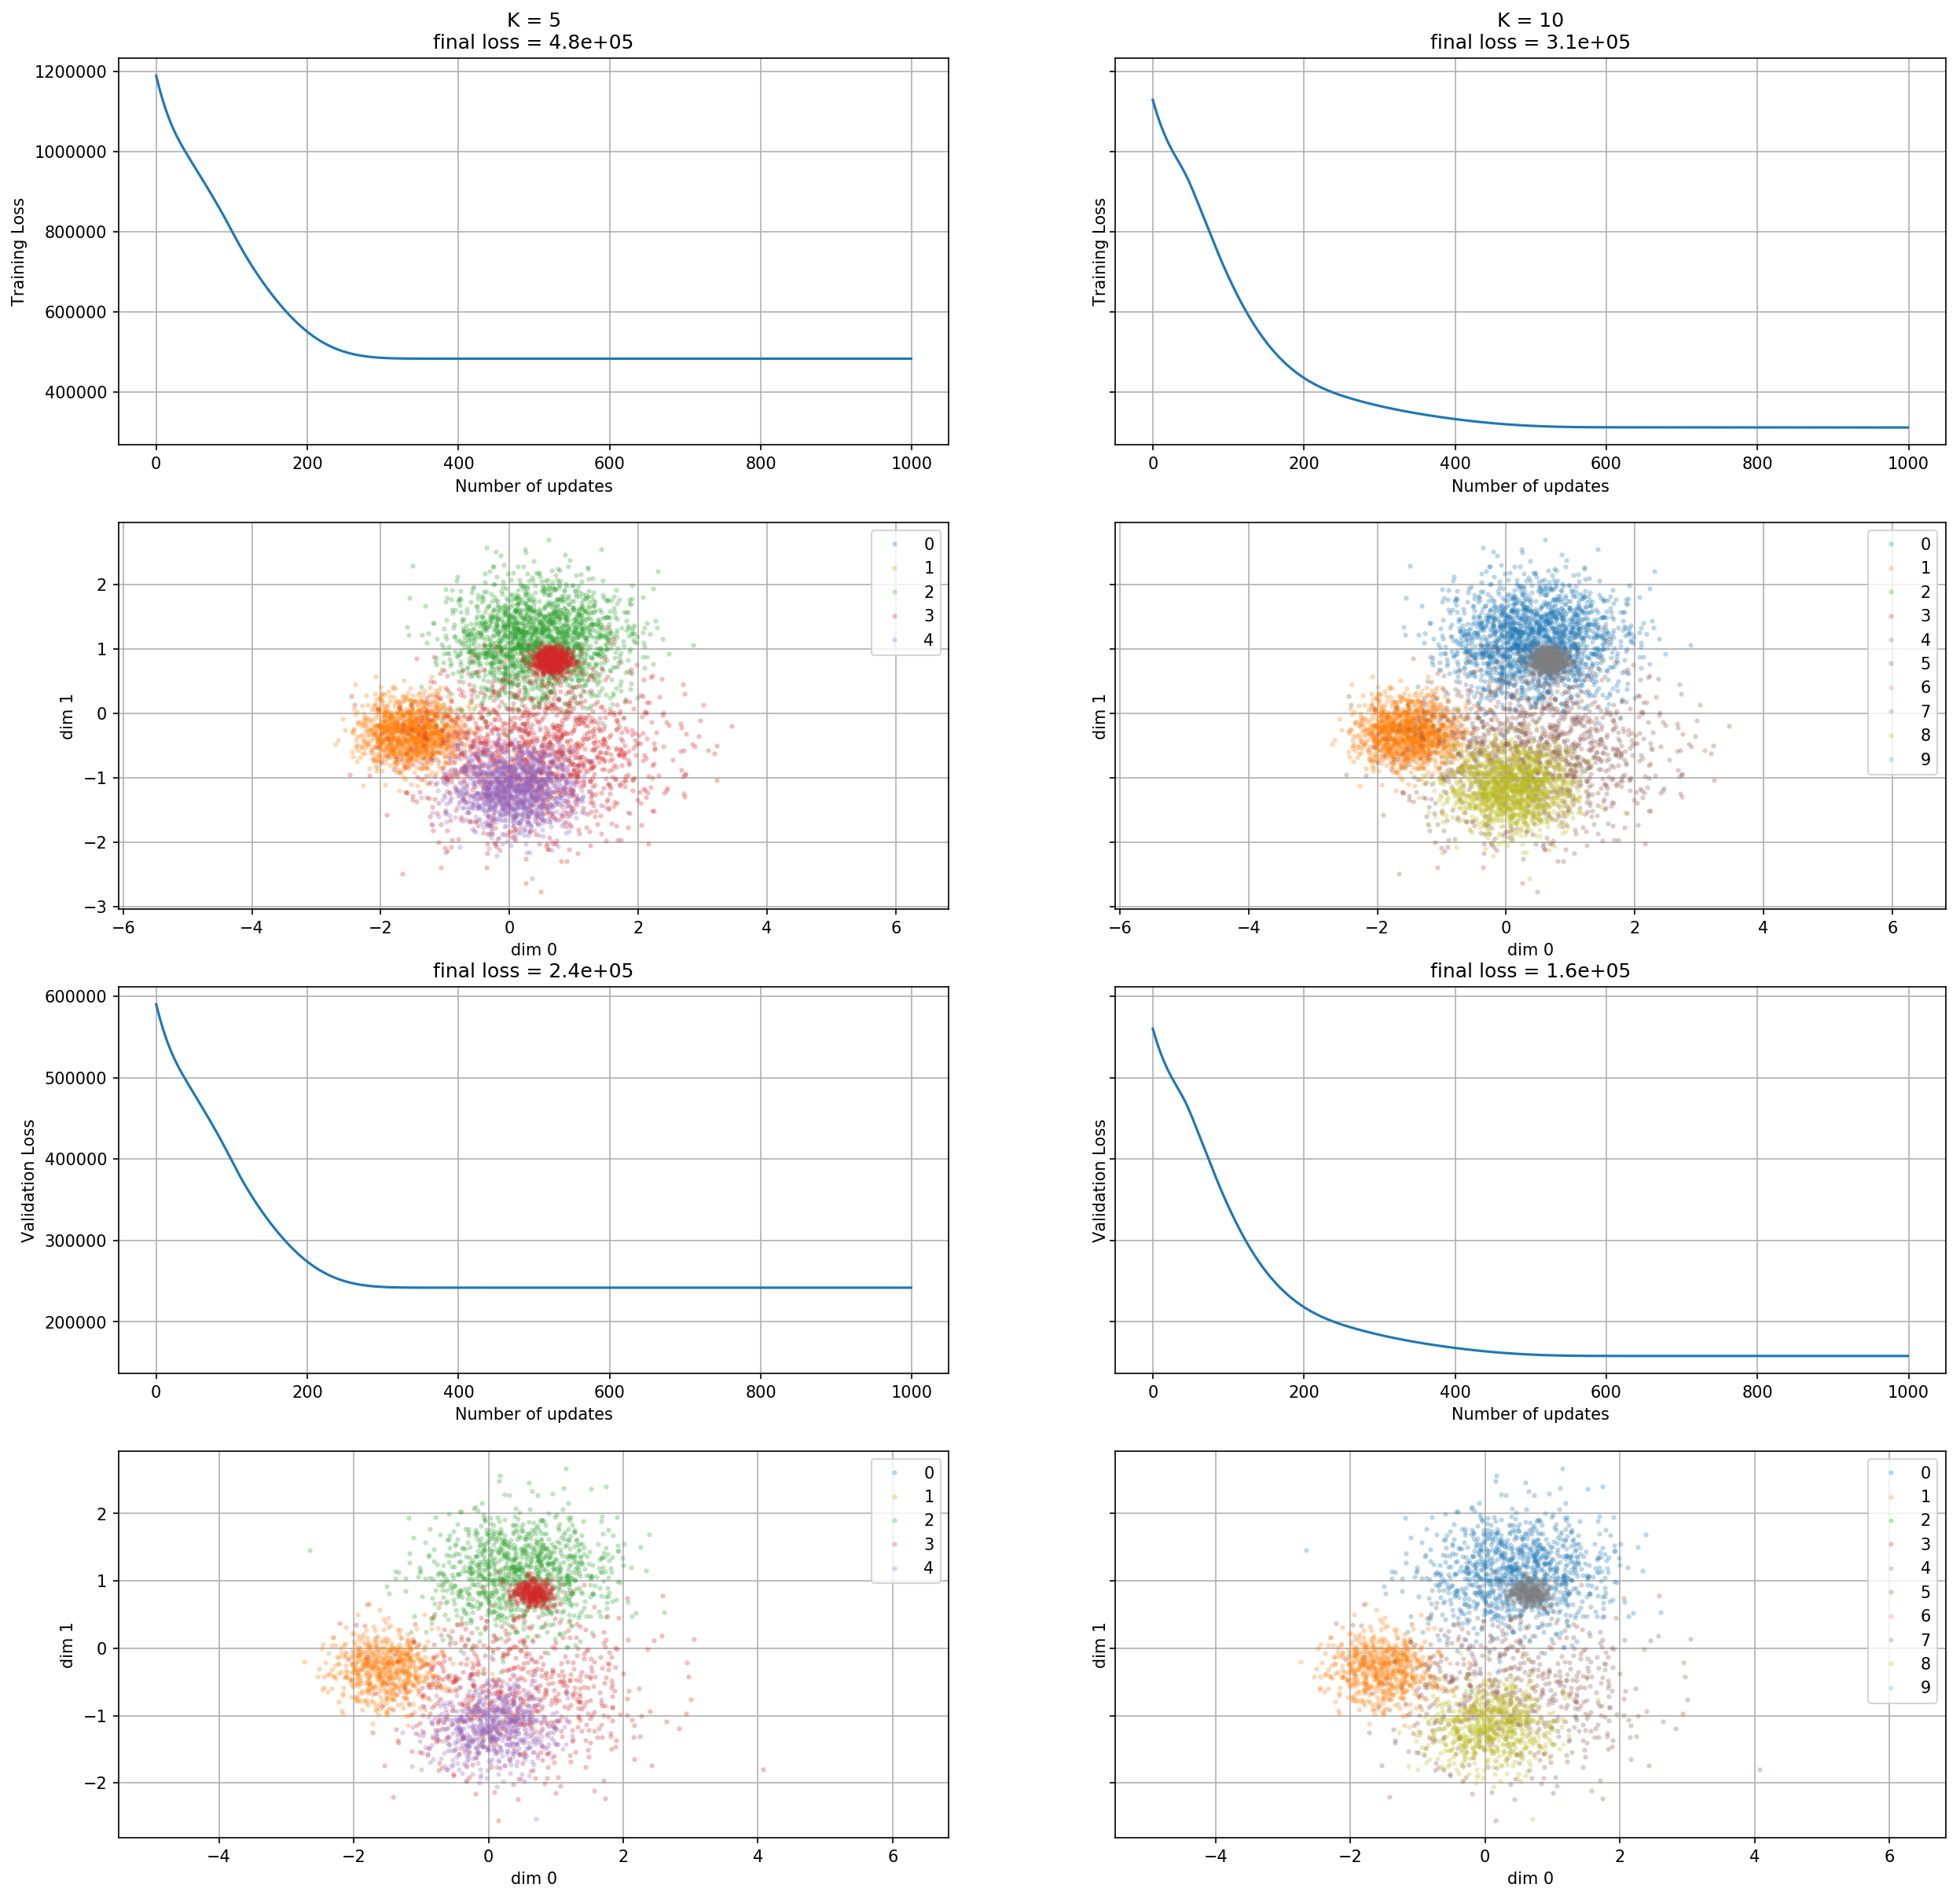 K = 5
final loss = 4.8e+05
1200000
1000000
800000
600000
400000
Training Loss
0 200 400 600 800 1000
Number of updates
K = 10
final loss = 3.1e+05
Training Loss
0 200 400 600 800 1000
Number of updates
2
1
0
−1
−2
−3
dim 1
0
1
2
3
4
−6 −4 −2 0 2 4 6
dim 0
dim 1
0
1
2
3
4
5
6
7
8
9
−6 −4 −2 0 2 4 6
dim 0
final loss = 2.4e+05
600000
500000
400000
300000
200000
Validation Loss
0 200 400 600 800 1000
Number of updates
final loss = 1.6e+05
Validation Loss
0 200 400 600 800 1000
Number of updates
2
1
0
−1
−2
dim 1
0
1
2
3
4
−4 −2 0 2 4 6
dim 0
dim 1
0
1
2
3
4
5
6
7
8
9
−4 −2 0 2 4 6
dim 0